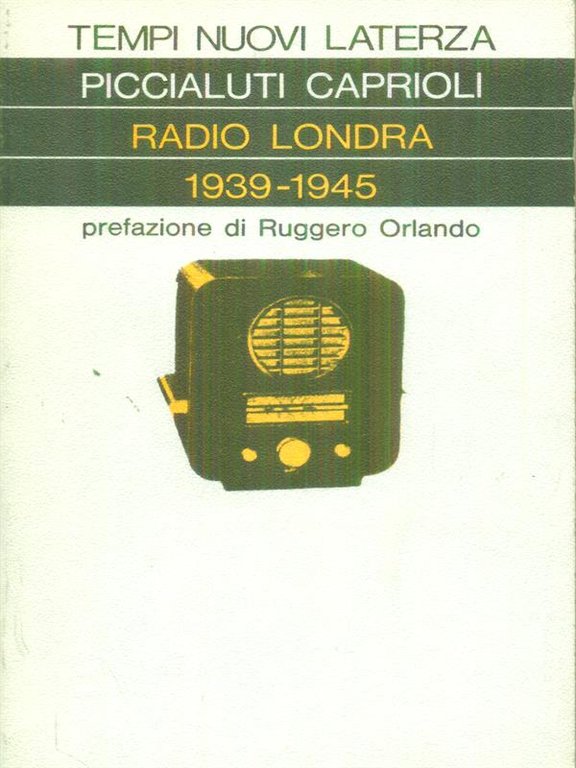 TEMPI NUOVI LATERZA
PICCIALUTI CAPRIOLI
RADIO LONDRA
1939-1945
prefazione di Ruggero Orlando